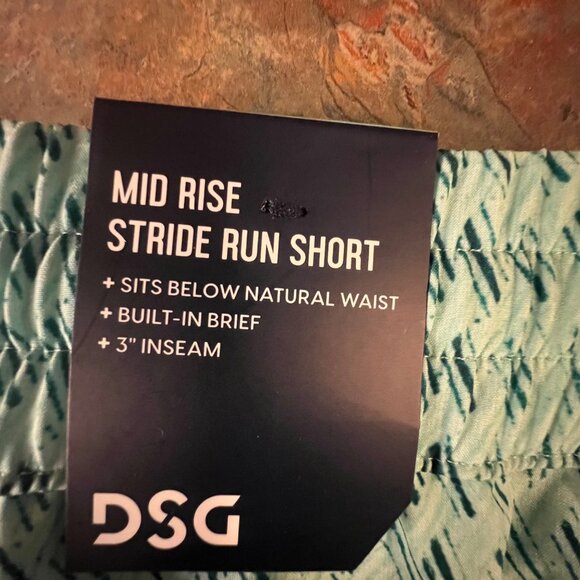 MID RISE
STRIDE RUN SHORT
+ SITS BELOW NATURAL WAIST
+ BUILT-IN BRIEF
+ 3" INSEAM
DSG